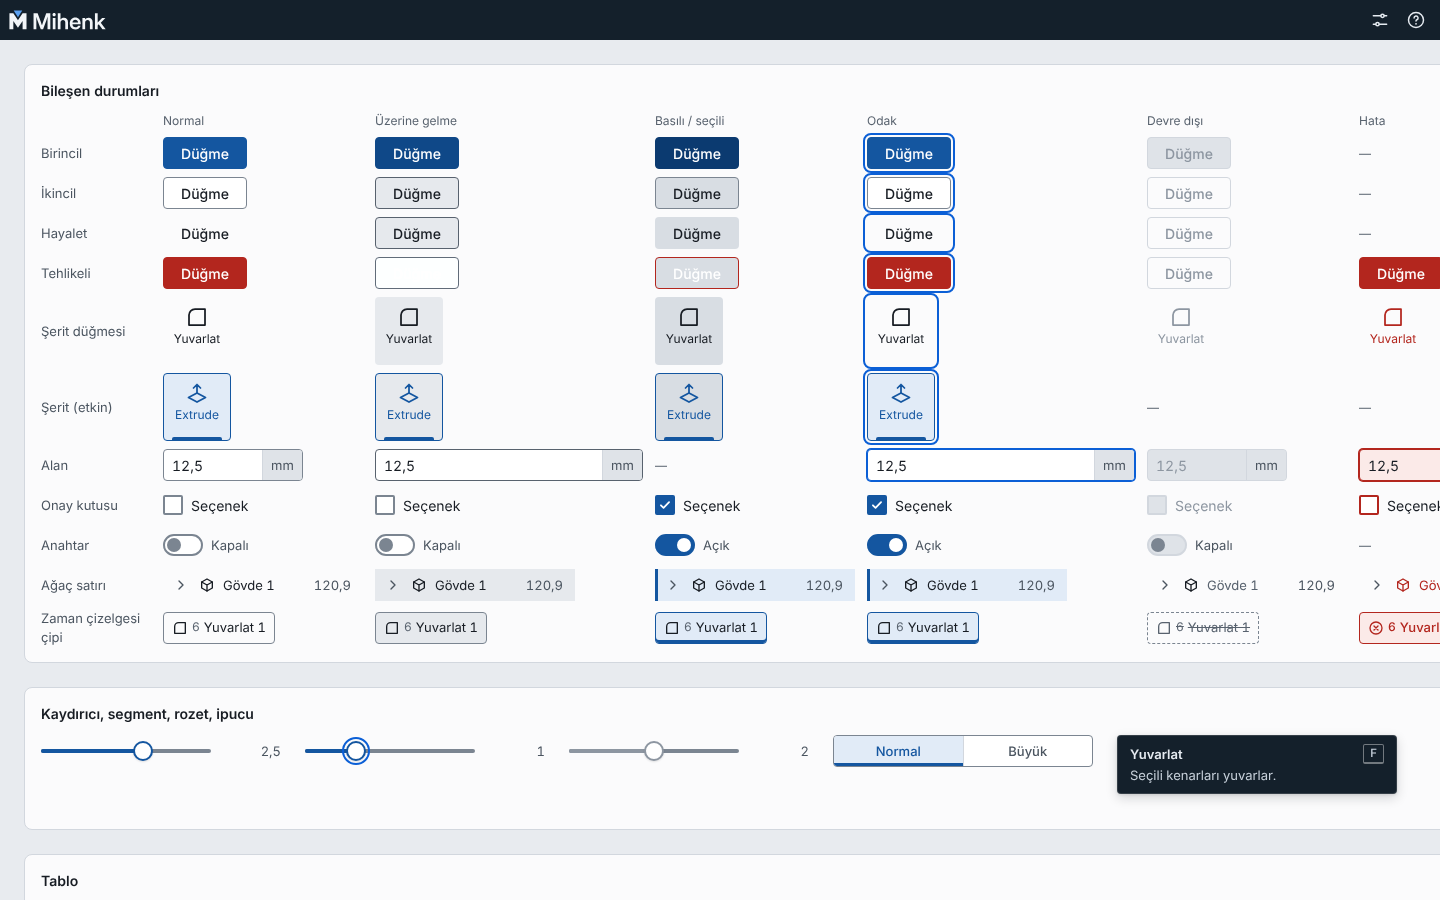 Mihenk
Bileşen durumları
Normal Üzerine gelme Basılı / seçili Odak Devre dışı Hata
Birincil Düğme Düğme Düğme Düğme Düğme —
İkincil Düğme Düğme Düğme Düğme Düğme —
Hayalet Düğme Düğme Düğme Düğme Düğme —
Tehlikeli Düğme Düğme Düğme Düğme Düğme
Şerit düğmesi Yuvarlat Yuvarlat Yuvarlat Yuvarlat Yuvarlat Yuvarlat
Şerit (etkin) Extrude Extrude Extrude Extrude — —
Alan 12,5 mm 12,5 mm — 12,5 mm 12,5 mm 12,5
Onay kutusu Seçenek Seçenek Seçenek Seçenek Seçenek
Anahtar Kapalı Kapalı Açık Açık Kapalı —
Ağaç satırı Gövde 1 120,9 Gövde 1 120,9 Gövde 1 120,9 Gövde 1 120,9 Gövde 1 120,9
Zaman çizelgesi
çipi 6 Yuvarlat 1 6 Yuvarlat 1 6 Yuvarlat 1 6 Yuvarlat 1 6 Yuvarlat 1 6
Kaydırıcı, segment, rozet, ipucu
2,5 1 2 Normal Büyük
Yuvarlat F
Seçili kenarları yuvarlar.
Tablo